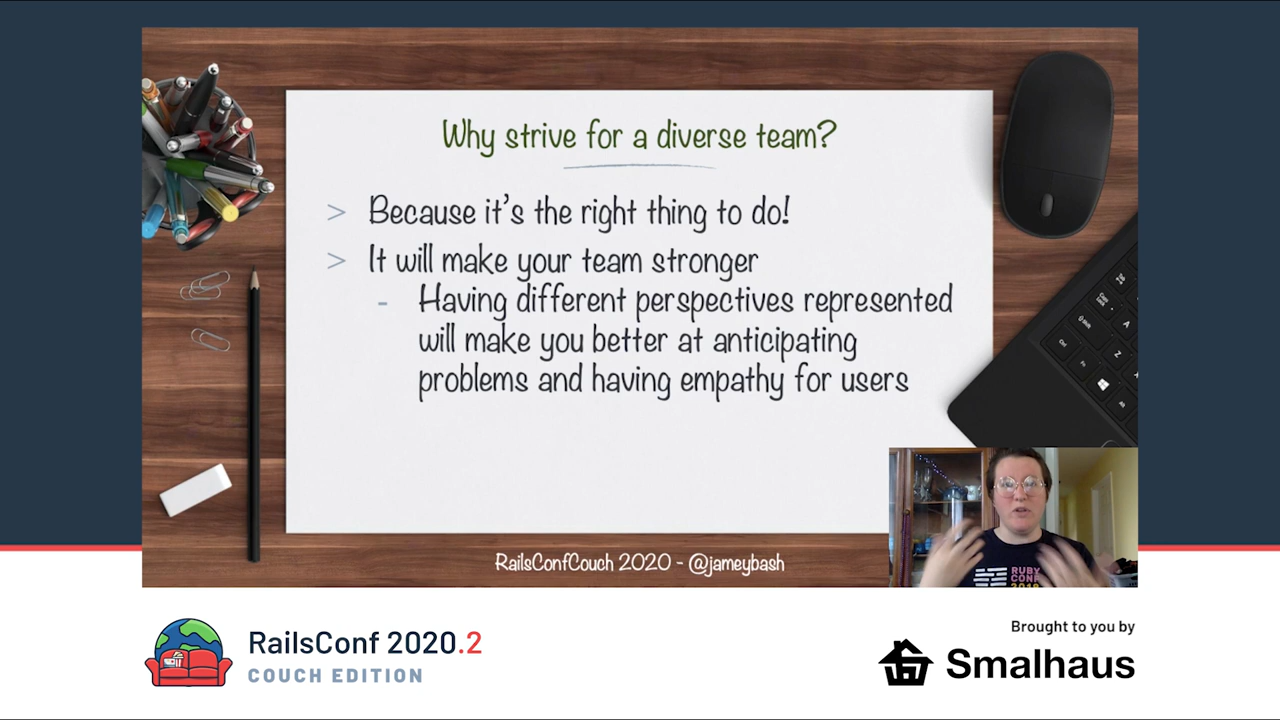 Why strive for a diverse team?
> Because it's the right thing to do!
> It will make your team stronger
- Having different perspectives represented
will make you better at anticipating
problems and having empathy for users
RailsConfCouch 2020 - @jameybash
RUBY
CONF
RailsConf 2020.2
COUCH EDITION
Brought to you by
Smalhaus